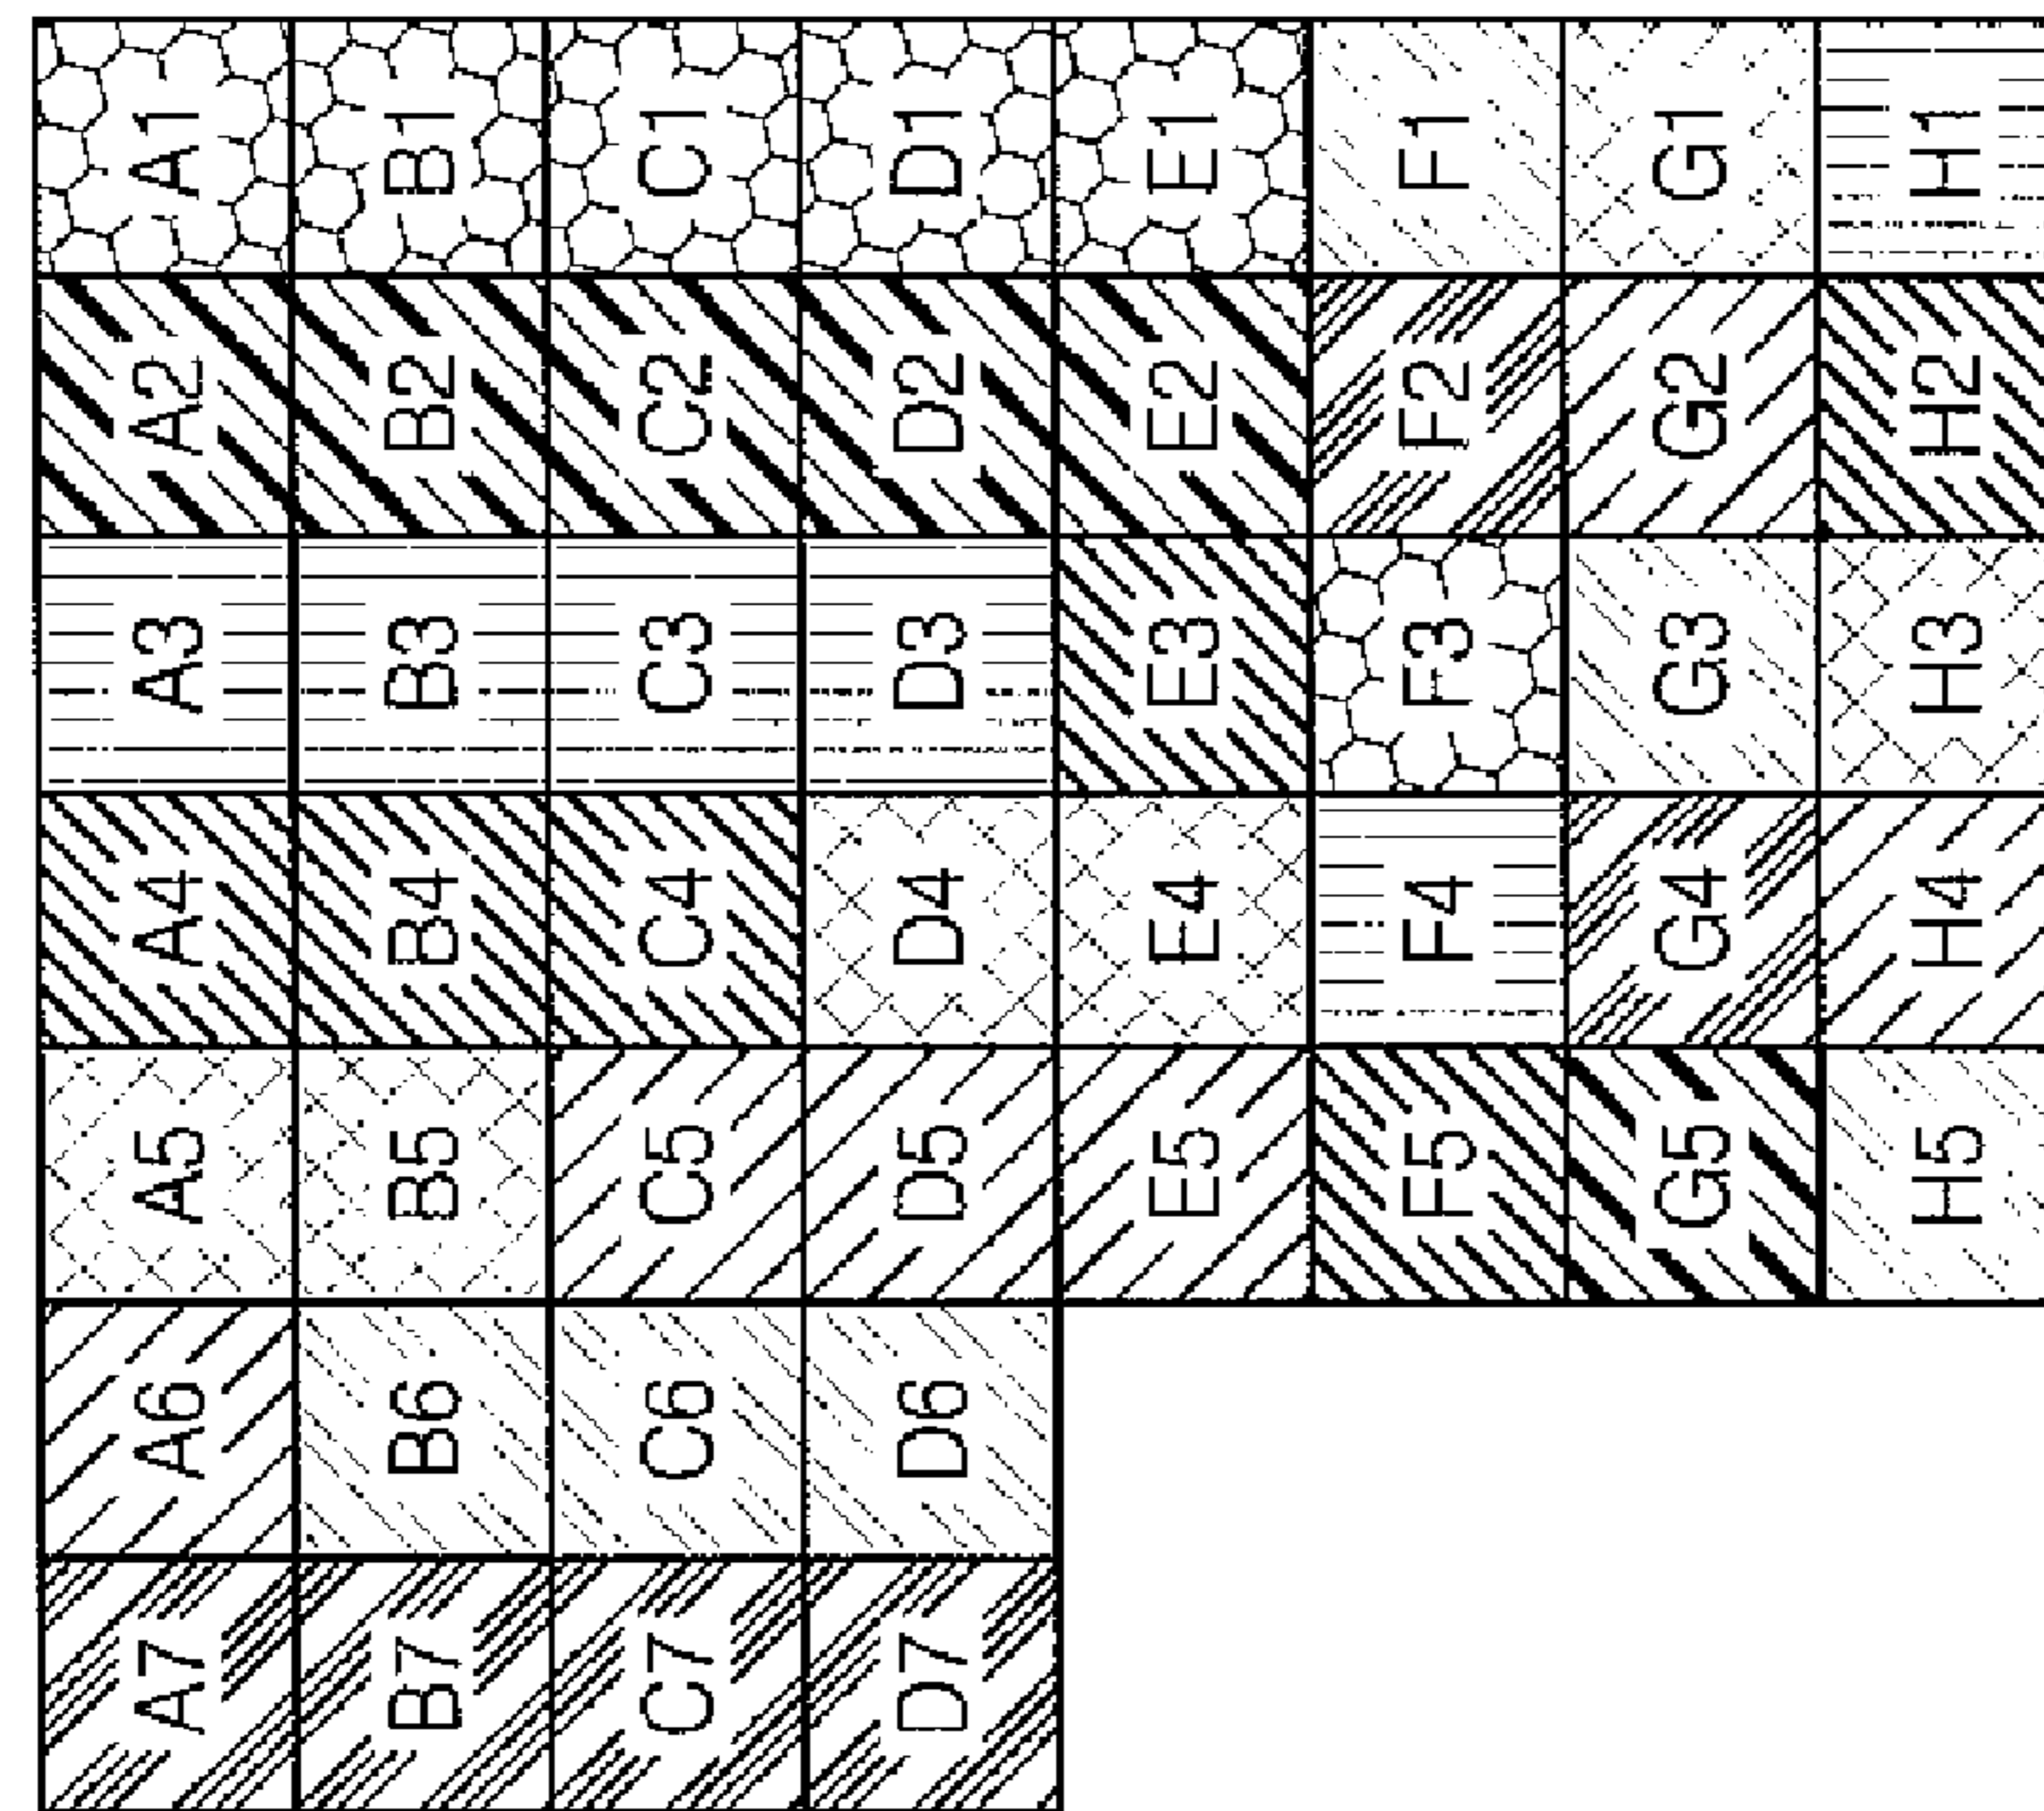 A1 B1 C1 D1 E1 F1 G1 H1
A2 B2 C2 D2 E2 F2 G2 H2
A3 B3 C3 D3 E3 F3 G3 H3
A4 B4 C4 D4 E4 F4 G4 H4
A5 B5 C5 D5 E5 F5 G5 H5
A6 B6 C6 D6
A7 B7 C7 D7